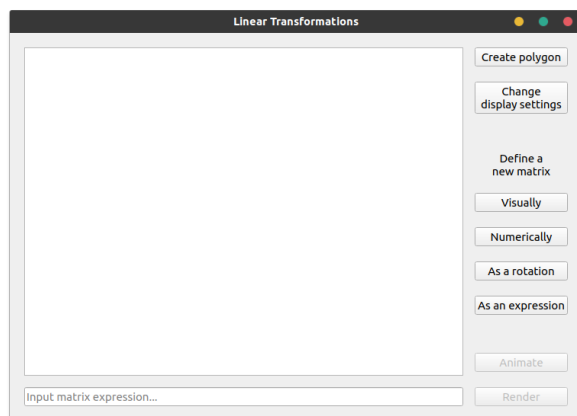 Linear Transformations
Create polygon
Change
display settings
Define a
new matrix
Visually
Numerically
As a rotation
As an expression
Animate
Input matrix expression...
Render